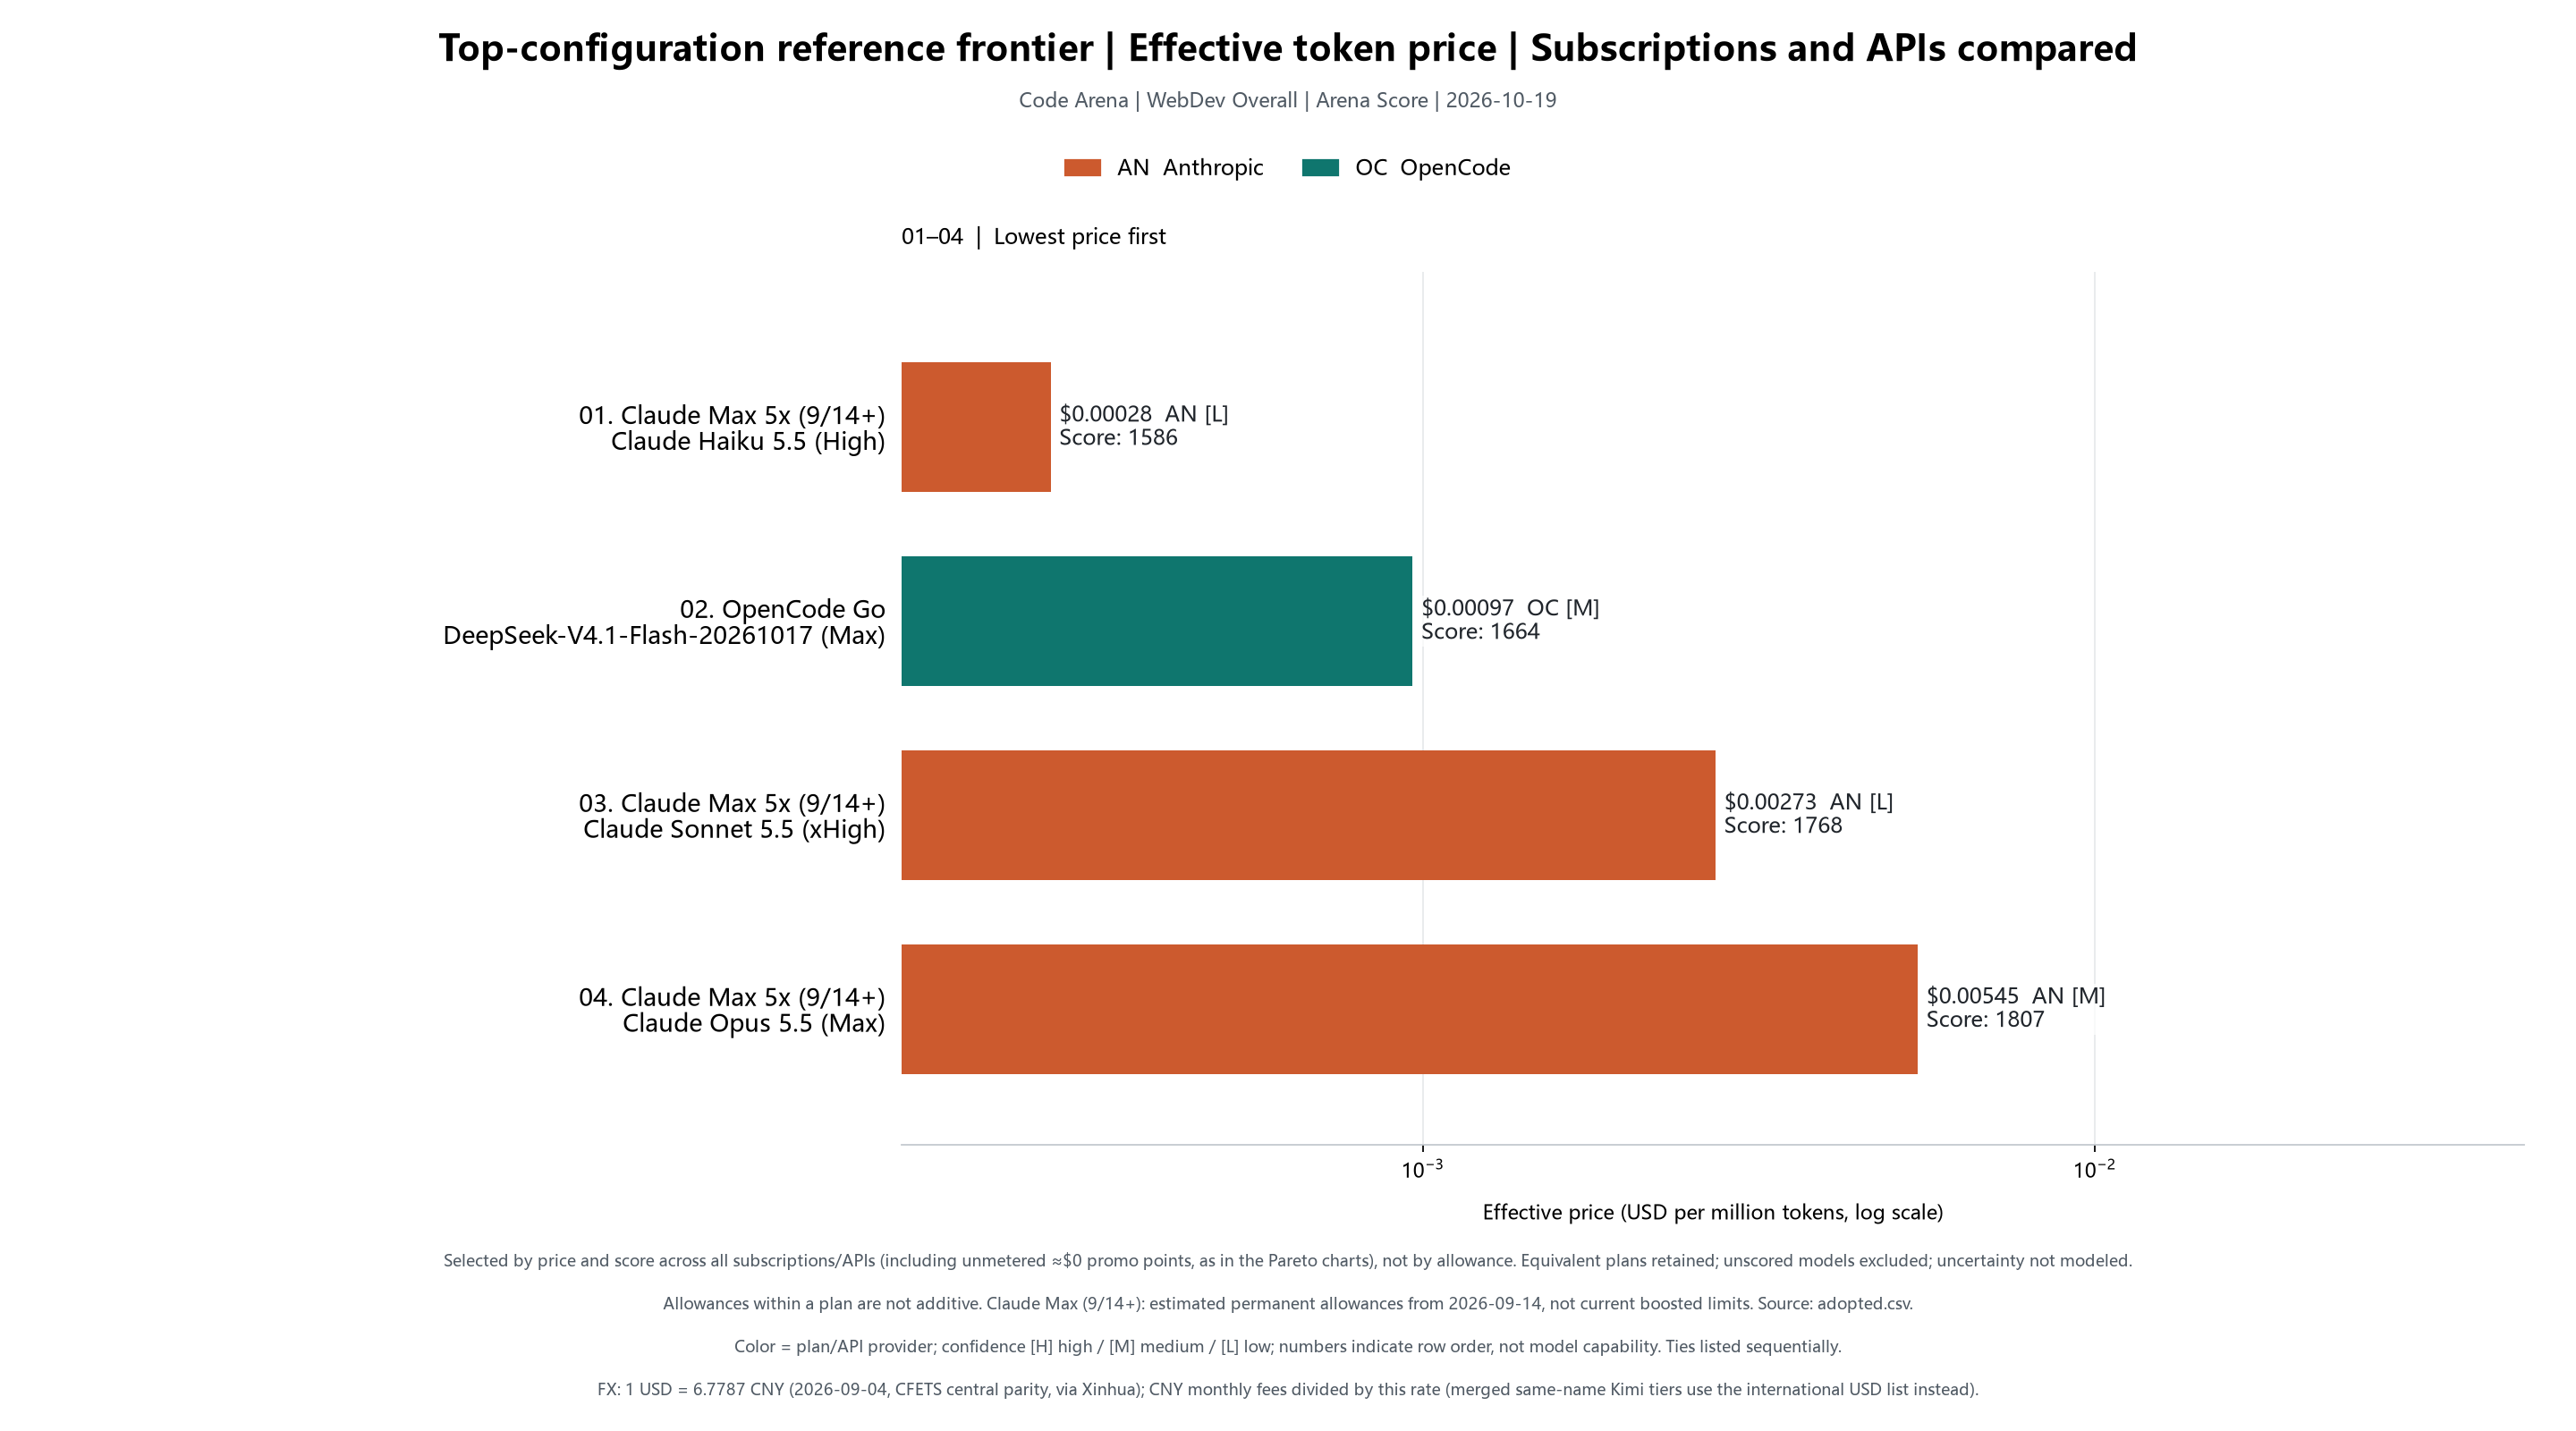 Top-configuration reference frontier | Effective token price | Subscriptions and APIs compared
Code Arena | WebDev Overall | Arena Score | 2026-10-19
AN Anthropic
OC OpenCode
01–04 | Lowest price first
01. Claude Max 5x (9/14+)
Claude Haiku 5.5 (High)
$0.00028 AN [L]
Score: 1586
02. OpenCode Go
DeepSeek-V4.1-Flash-20261017 (Max)
$0.00097 OC [M]
Score: 1664
03. Claude Max 5x (9/14+)
Claude Sonnet 5.5 (xHigh)
$0.00273 AN [L]
Score: 1768
04. Claude Max 5x (9/14+)
Claude Opus 5.5 (Max)
$0.00545 AN [M]
Score: 1807
10⁻³
10⁻²
Effective price (USD per million tokens, log scale)
Selected by price and score across all subscriptions/APIs (including unmetered ≈$0 promo points, as in the Pareto charts), not by allowance. Equivalent plans retained; unscored models excluded; uncertainty not modeled.
Allowances within a plan are not additive. Claude Max (9/14+): estimated permanent allowances from 2026-09-14, not current boosted limits. Source: adopted.csv.
Color = plan/API provider; confidence [H] high / [M] medium / [L] low; numbers indicate row order, not model capability. Ties listed sequentially.
FX: 1 USD = 6.7787 CNY (2026-09-04, CFETS central parity, via Xinhua); CNY monthly fees divided by this rate (merged same-name Kimi tiers use the international USD list instead).